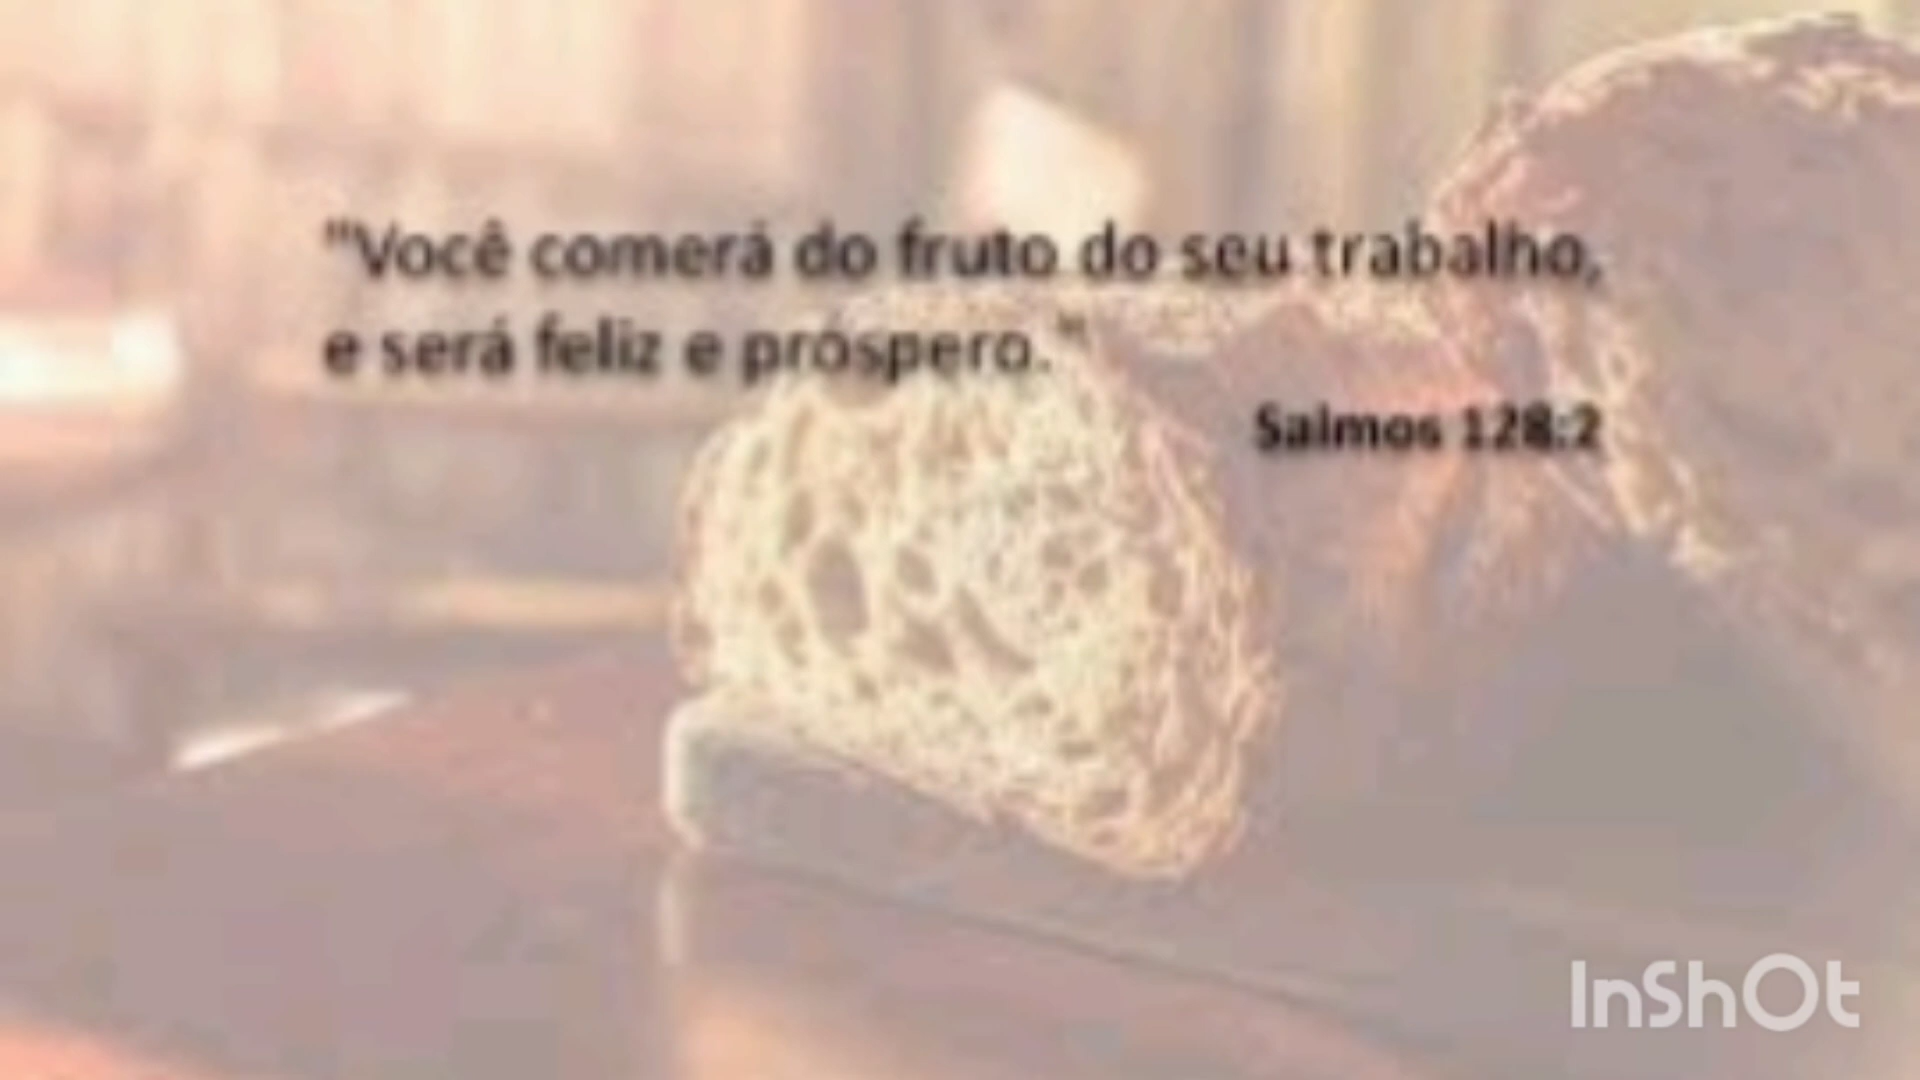 "Você comerá do fruto do seu trabalho,
e será feliz e próspero."
Salmos 128:2
InShOt